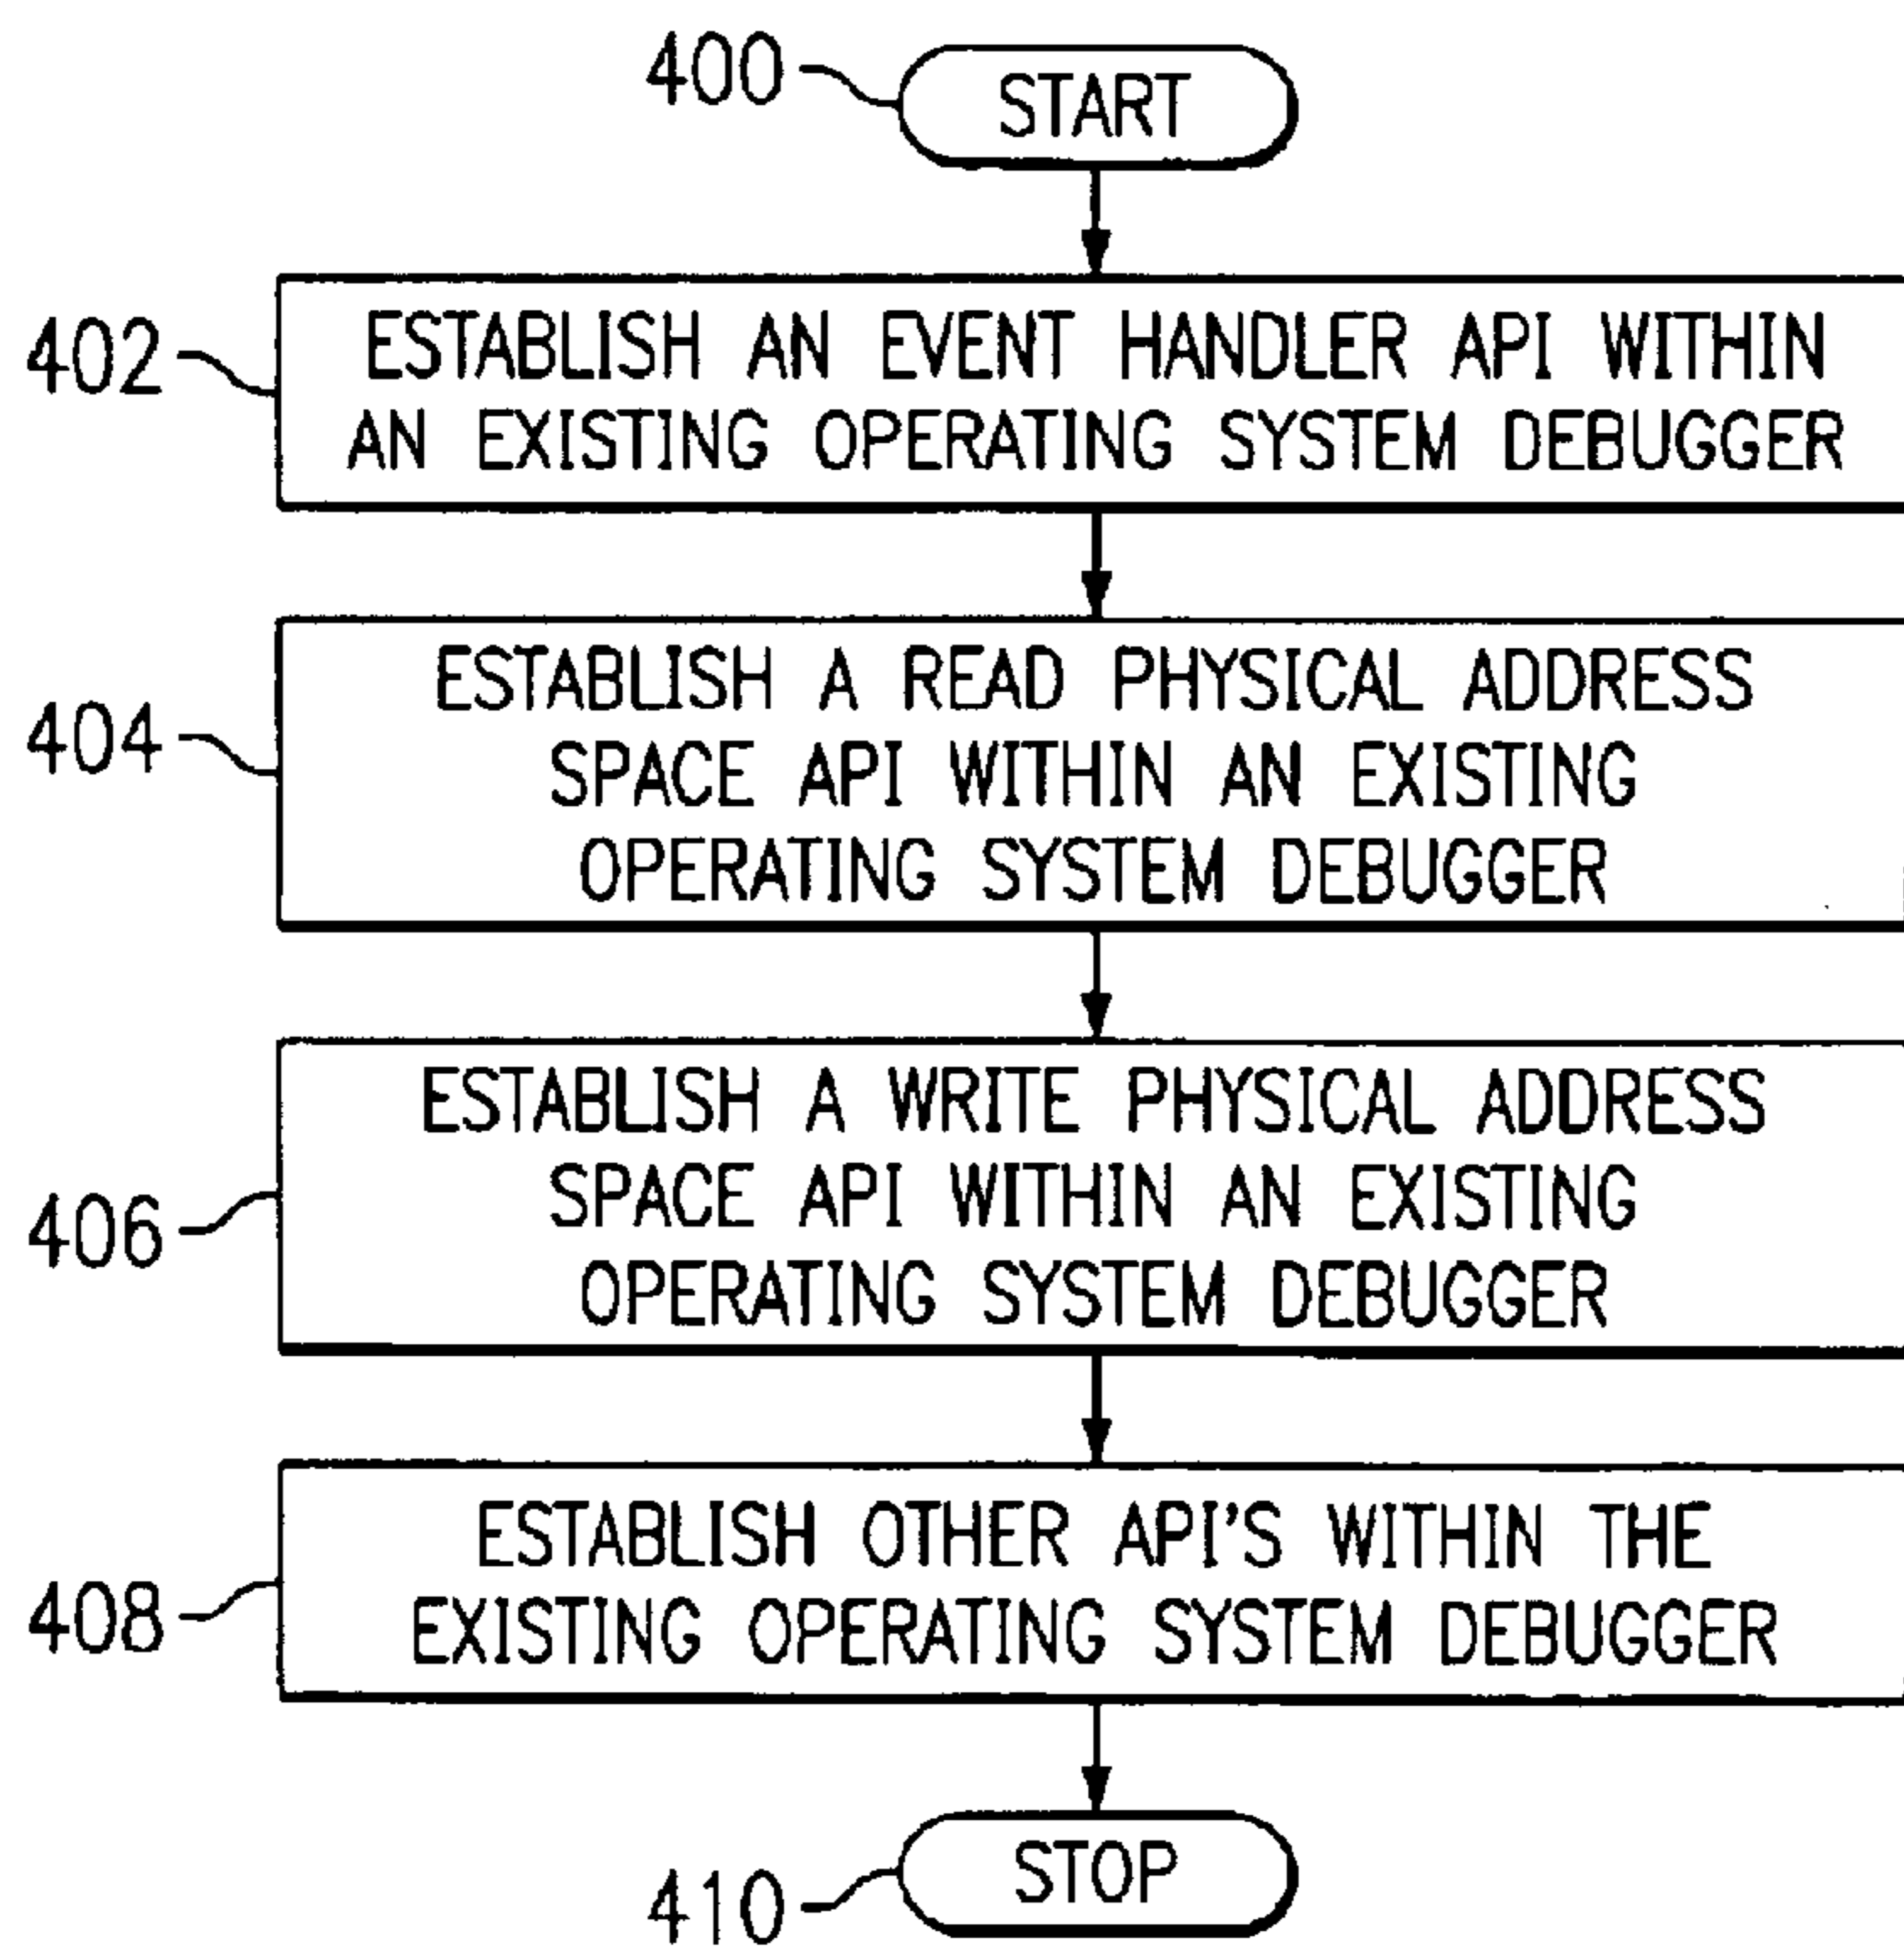 400
START
402
ESTABLISH AN EVENT HANDLER API WITHIN
AN EXISTING OPERATING SYSTEM DEBUGGER
404
ESTABLISH A READ PHYSICAL ADDRESS
SPACE API WITHIN AN EXISTING
OPERATING SYSTEM DEBUGGER
406
ESTABLISH A WRITE PHYSICAL ADDRESS
SPACE API WITHIN AN EXISTING
OPERATING SYSTEM DEBUGGER
408
ESTABLISH OTHER API'S WITHIN THE
EXISTING OPERATING SYSTEM DEBUGGER
410
STOP